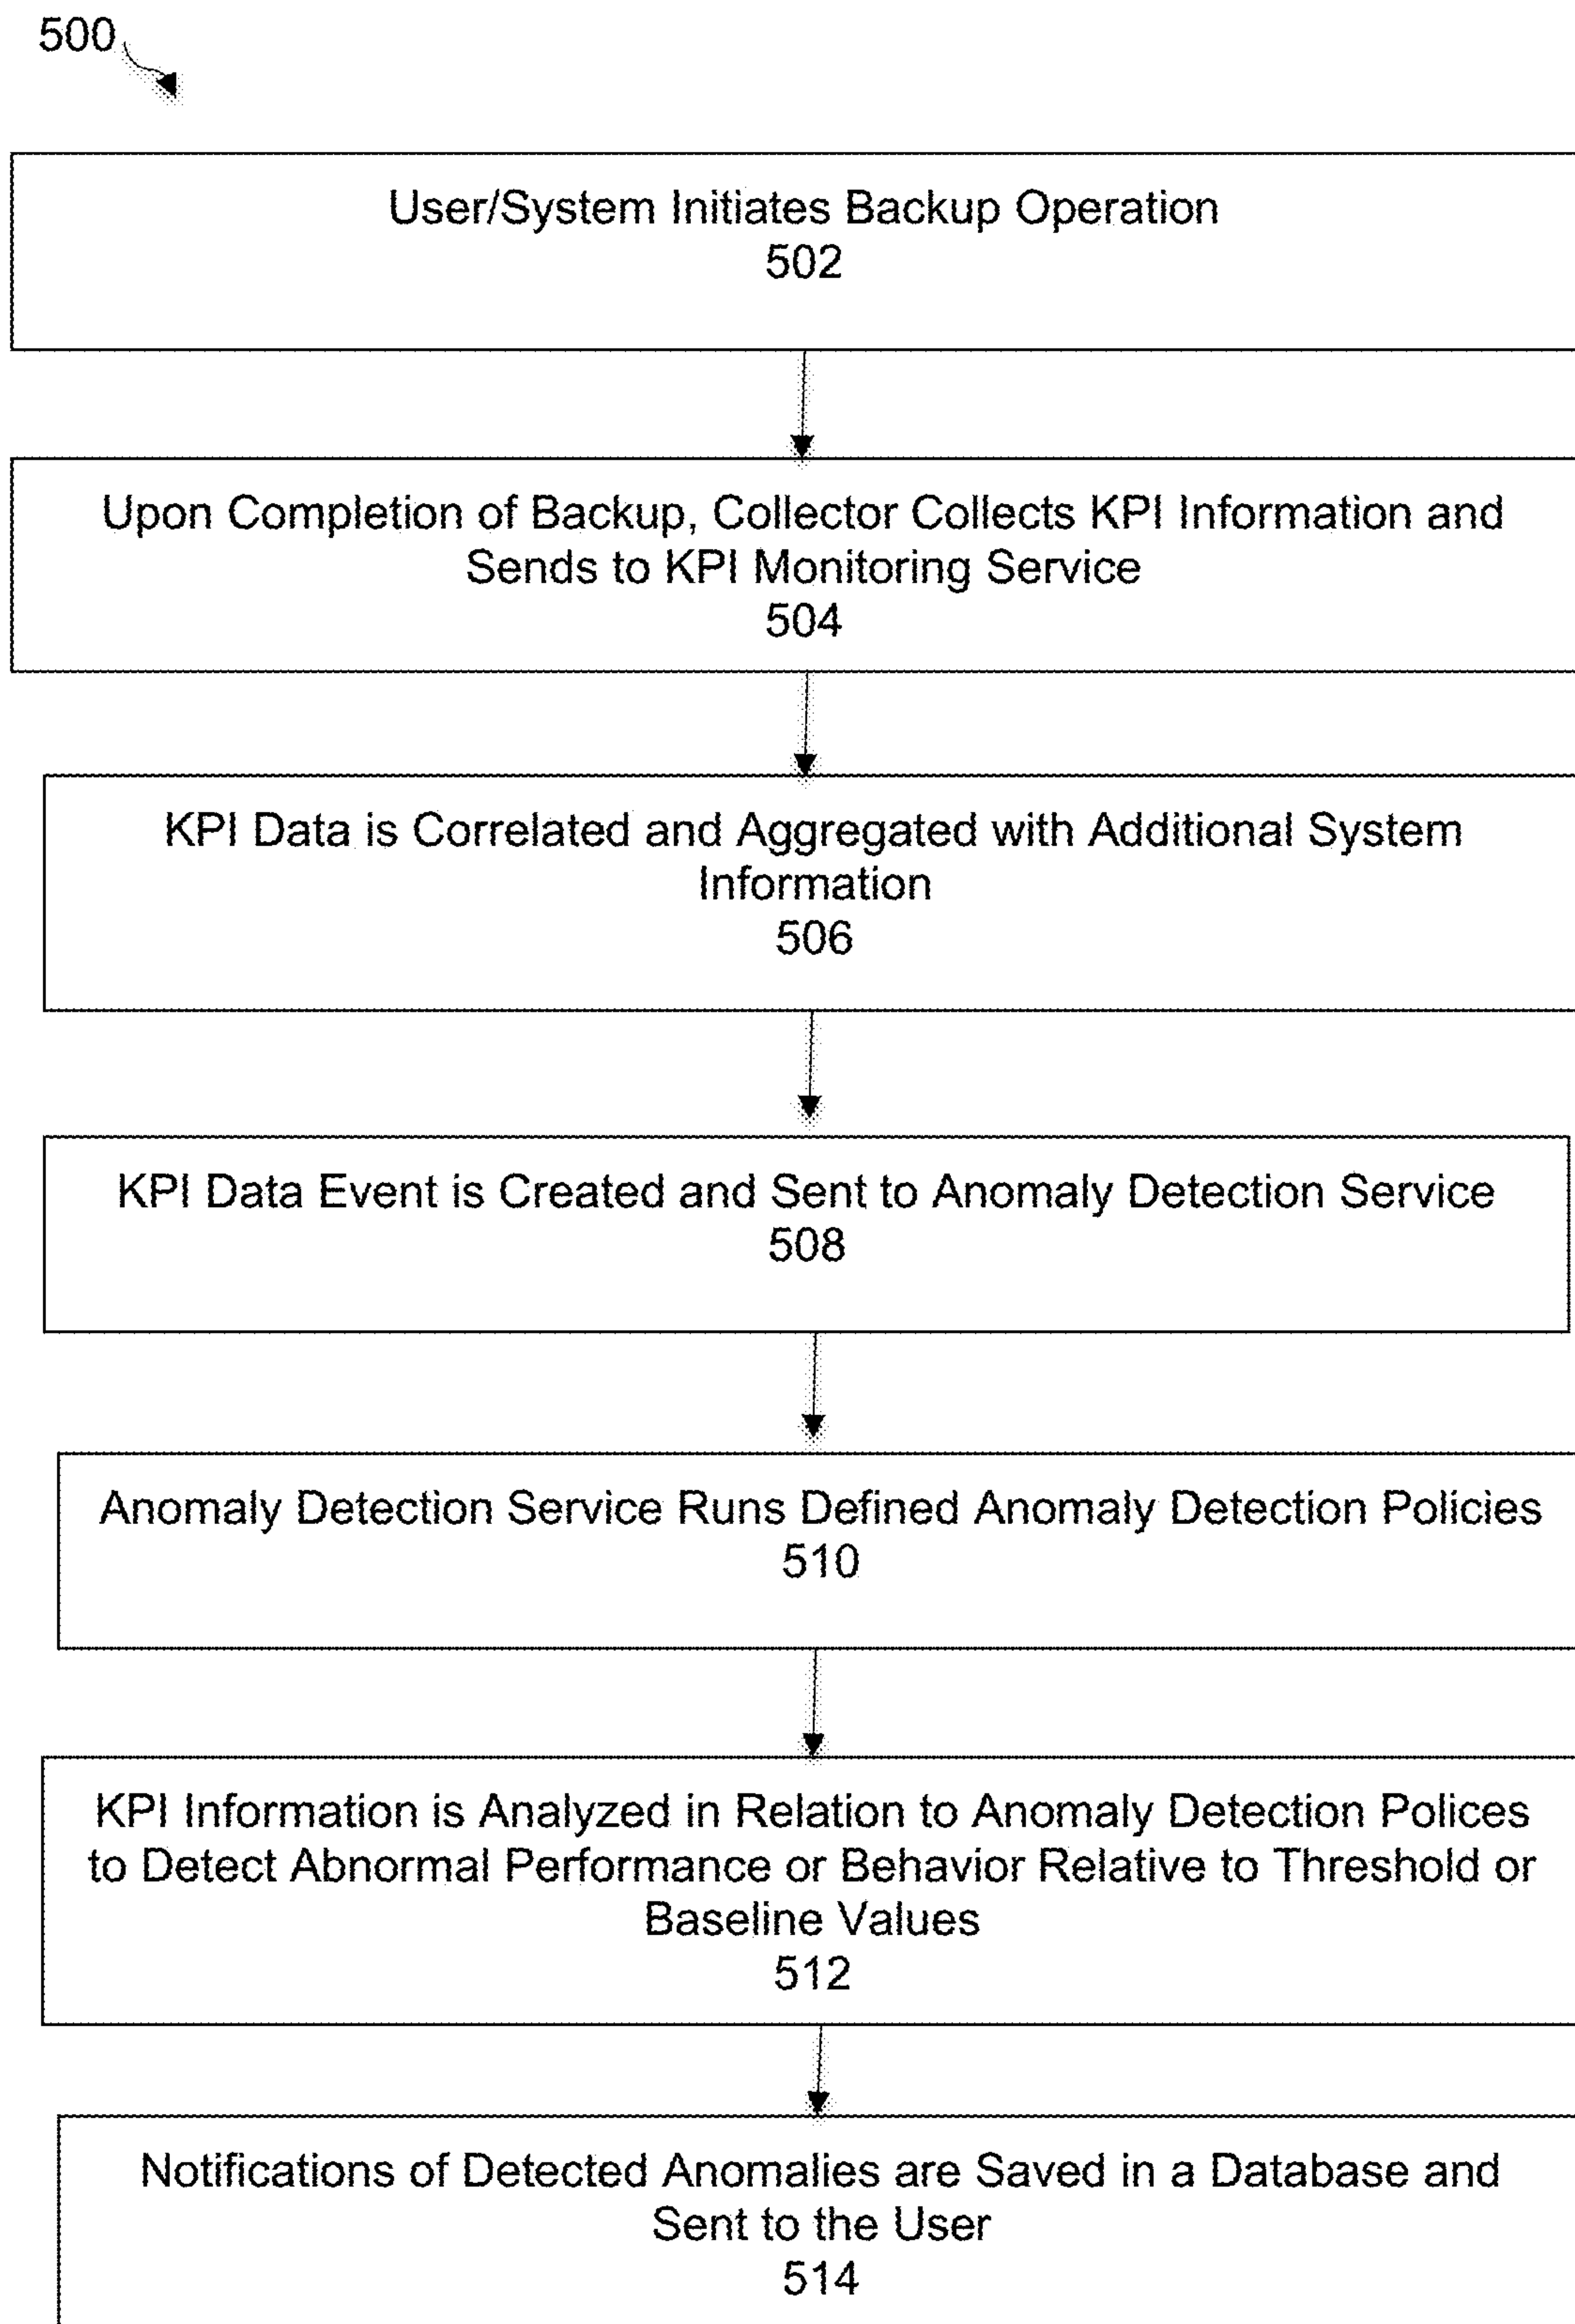 500
User/System Initiates Backup Operation
502
Upon Completion of Backup, Collector Collects KPI Information and
Sends to KPI Monitoring Service
504
KPI Data is Correlated and Aggregated with Additional System
Information
506
KPI Data Event is Created and Sent to Anomaly Detection Service
508
Anomaly Detection Service Runs Defined Anomaly Detection Policies
510
KPI Information is Analyzed in Relation to Anomaly Detection Polices
to Detect Abnormal Performance or Behavior Relative to Threshold or
Baseline Values
512
Notifications of Detected Anomalies are Saved in a Database and
Sent to the User
514